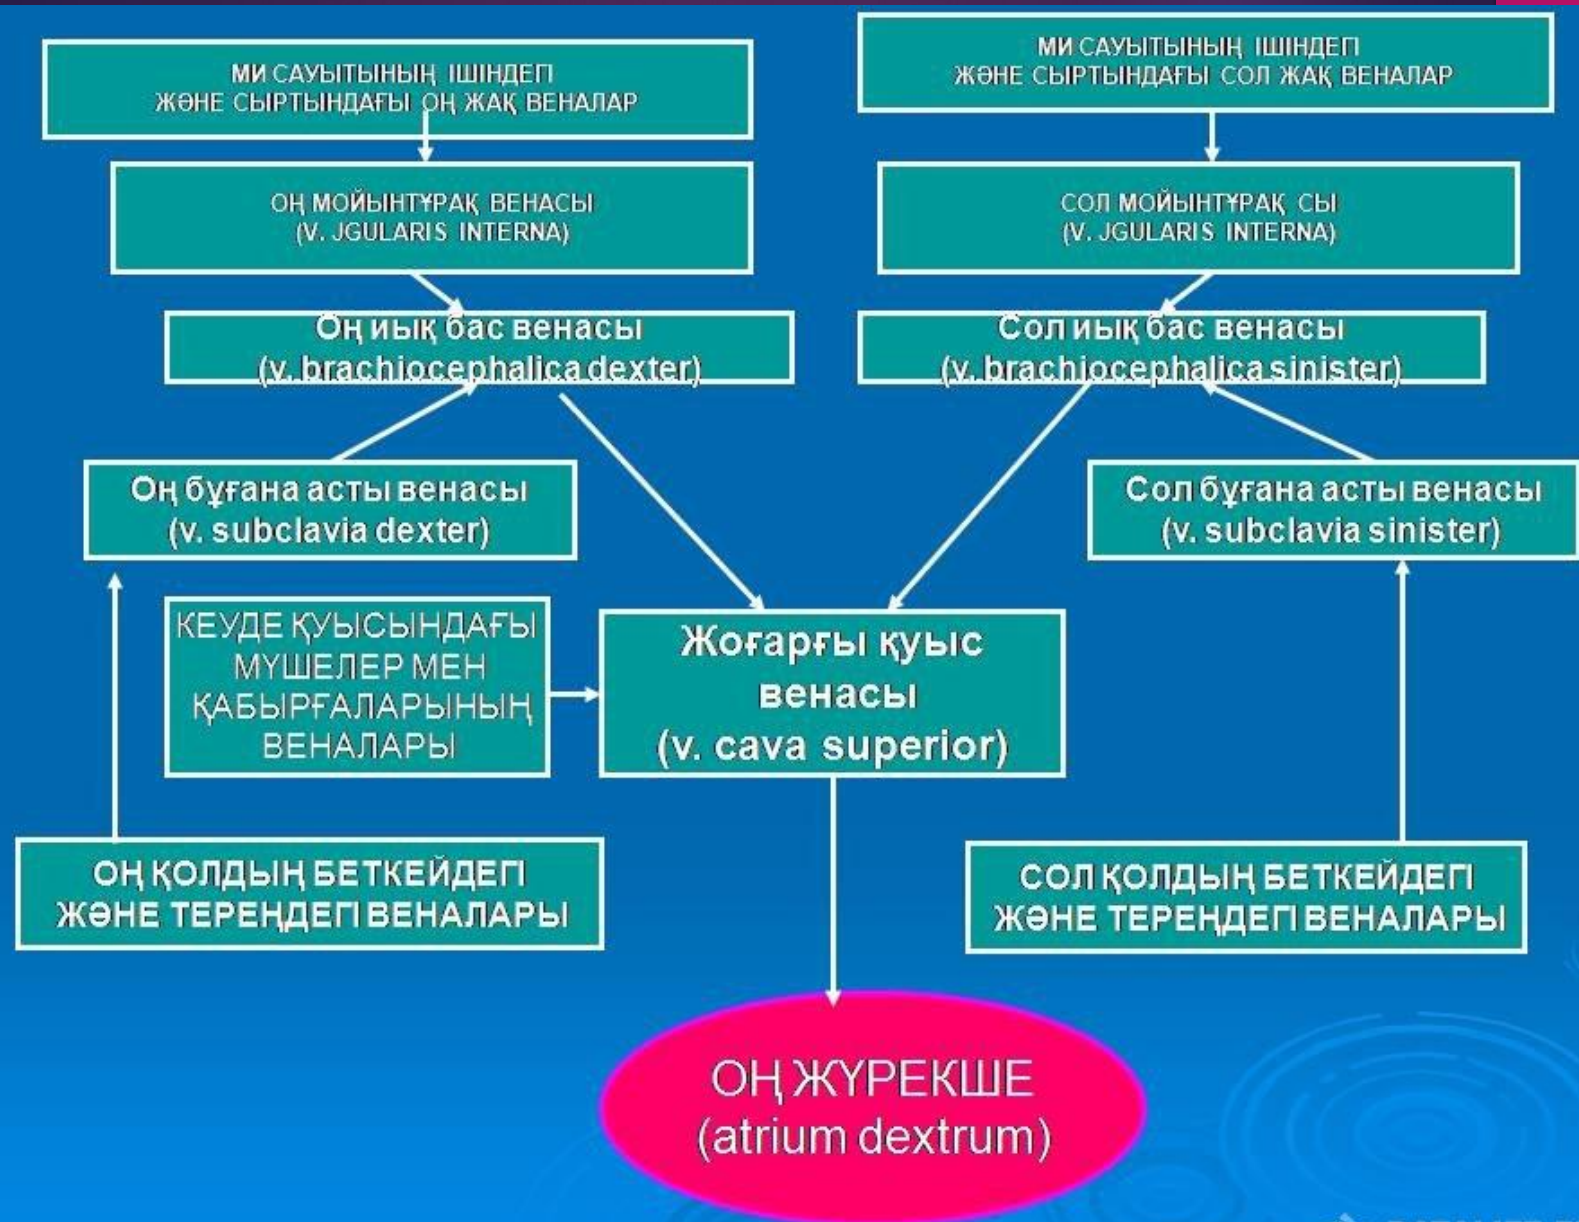 МИ САУЫТЫНЫҢ ІШІНДЕГІ
ЖӘНЕ СЫРТЫНДАҒЫ ОҢ ЖАҚ ВЕНАЛАР
МИ САУЫТЫНЫҢ ІШІНДЕГІ
ЖӘНЕ СЫРТЫНДАҒЫ СОЛ ЖАҚ ВЕНАЛАР
ОҢ МОЙЫНТҰРАҚ ВЕНАСЫ
(V. JGULARIS INTERNA)
СОЛ МОЙЫНТҰРАҚ СЫ
(V. JGULARIS INTERNA)
Оң иық бас венасы
(v. brachiocephalica dexter)
Сол иық бас венасы
(v. brachiocephalica sinister)
Оң бұғана асты венасы
(v. subclavia dexter)
Сол бұғана асты венасы
(v. subclavia sinister)
КЕУДЕ ҚУЫСЫНДАҒЫ
МҮШЕЛЕР МЕН
ҚАБЫРҒАЛАРЫНЫҢ
ВЕНАЛАРЫ
Жоғарғы қуыс
венасы
(v. cava superior)
ОҢ ҚОЛДЫҢ БЕТКЕЙДЕГІ
ЖӘНЕ ТЕРЕҢДЕГІ ВЕНАЛАРЫ
СОЛ ҚОЛДЫҢ БЕТКЕЙДЕГІ
ЖӘНЕ ТЕРЕҢДЕГІ ВЕНАЛАРЫ
ОҢ ЖҮРЕКШЕ
(atrium dextrum)